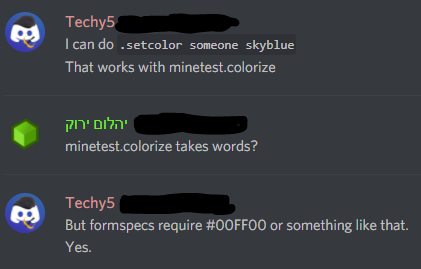 Techy5
I can do .setcolor someone skyblue
That works with minetest.colorize
יהלום ירוק
minetest.colorize takes words?
Techy5
But formspecs require #00FF00 or something like that.
Yes.